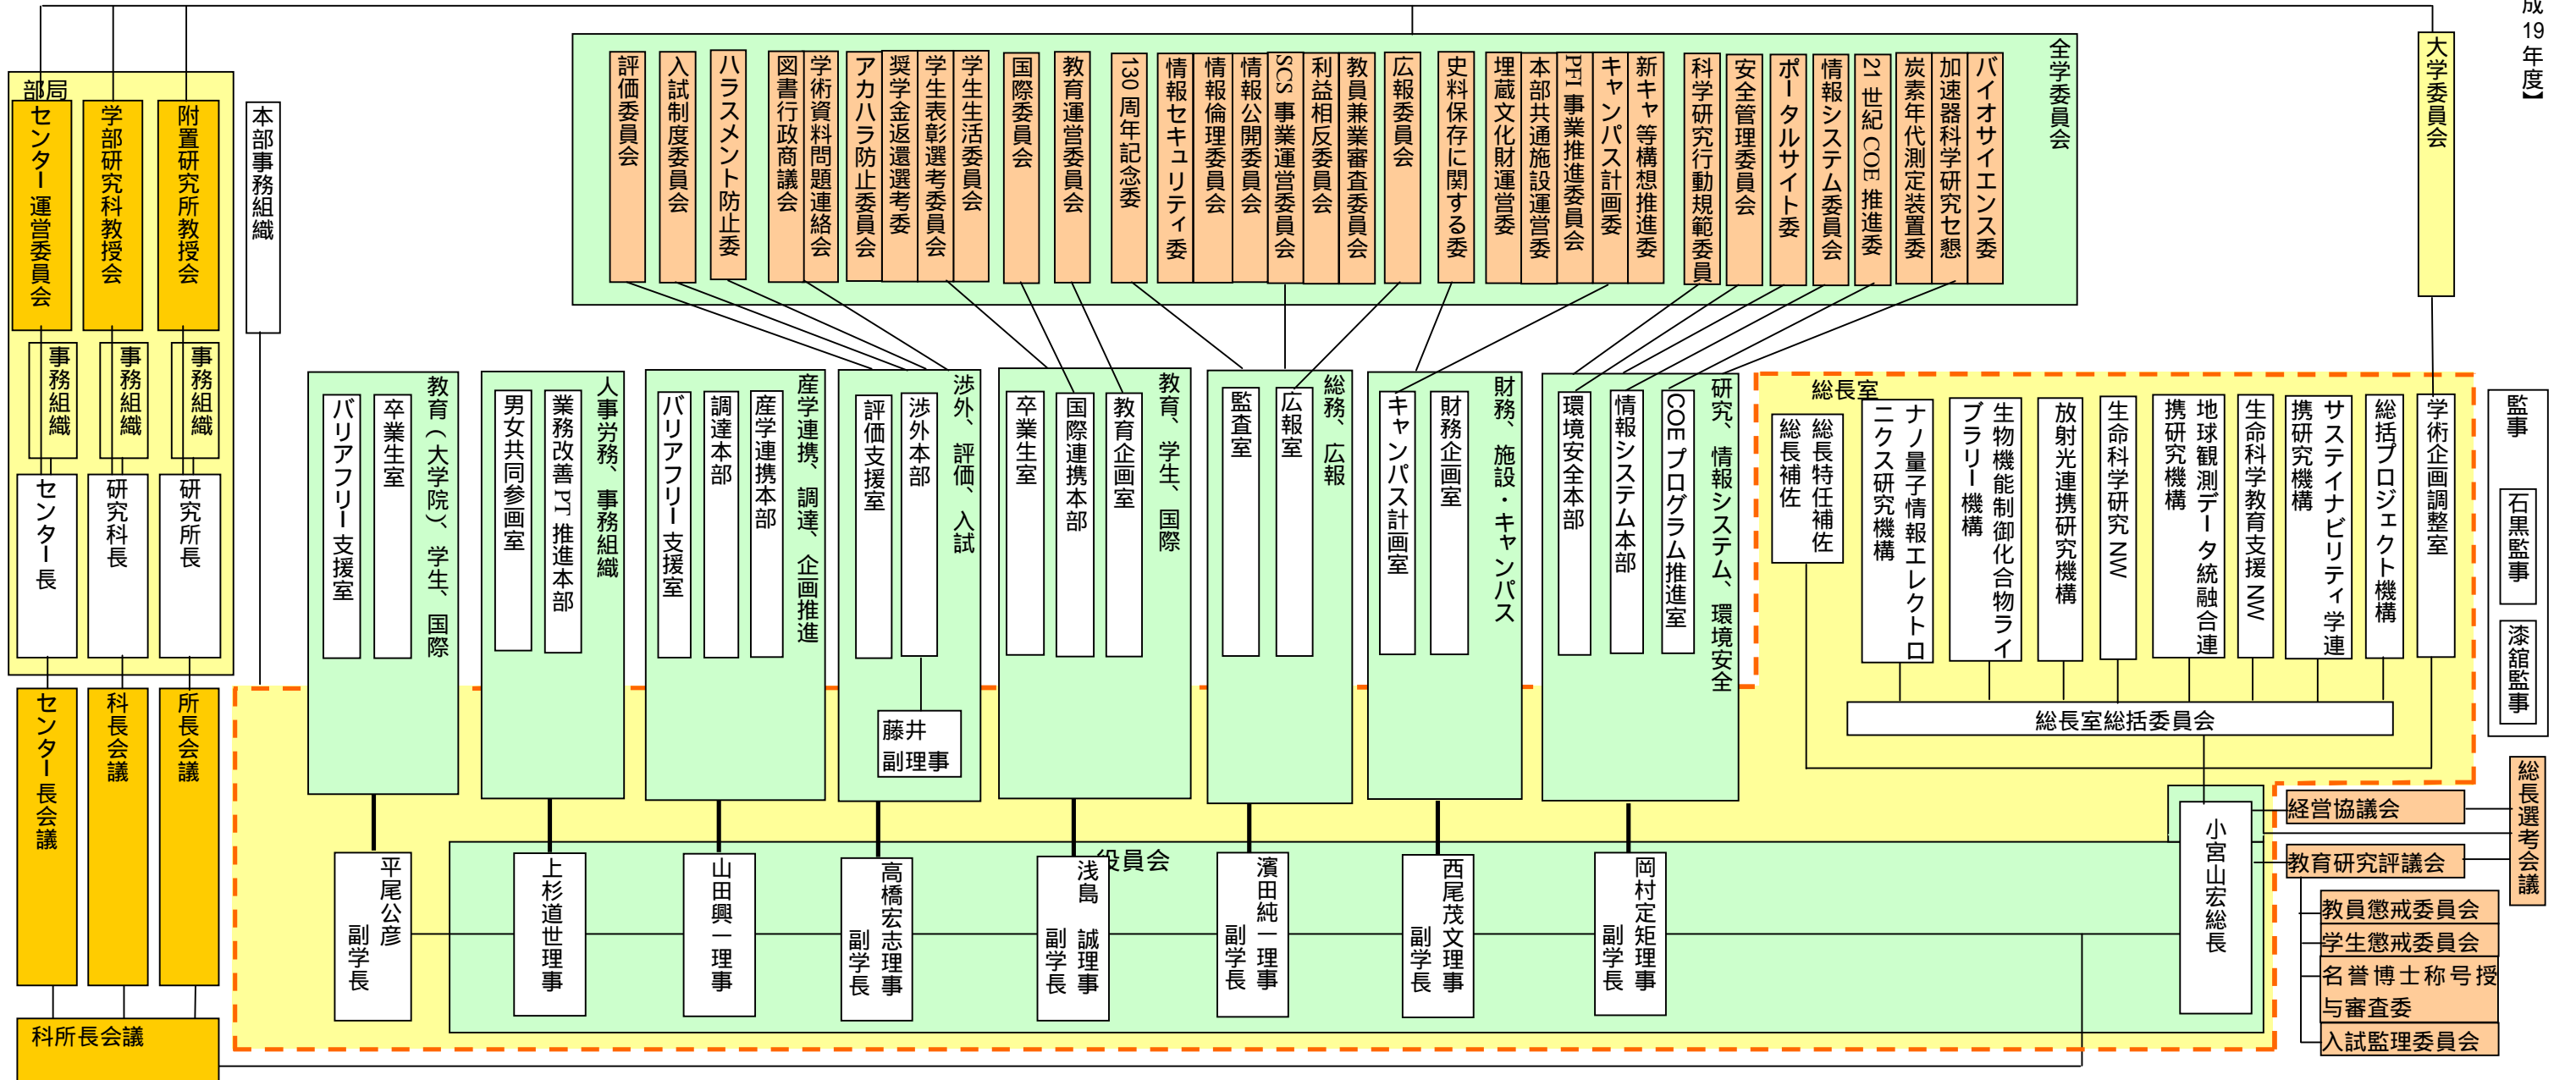 成19年度】
全学委員会
大学委員会
部局
センター運営委員会
学部研究科教授会
附置研究所教授会
本部事務組織
評価委員会
入試制度委員会
ハラスメント防止委
図書行政商議会
学術資料問題連絡会
アカハラ防止委員会
奨学金返還選考委
学生表彰選考委員会
学生生活委員会
国際委員会
教育運営委員会
130周年記念委
情報セキュリティ委
情報倫理委員会
情報公開委員会
SCS事業運営委員会
利益相反委員会
教員兼業審査委員会
広報委員会
史料保存に関する委
埋蔵文化財運営委
本部共通施設運営委
PFI事業推進委員会
キャンパス計画委
新キャ等構想推進委
科学研究行動規範委員
安全管理委員会
ポータルサイト委
情報システム委員会
21世紀COE推進委
炭素年代測定装置委
加速器科学研究セ懇
バイオサイエンス委
事務組織
事務組織
事務組織
センター長
研究科長
研究所長
センター長会議
科長会議
所長会議
科所長会議
教育(大学院)、学生、国際
卒業生室
バリアフリー支援室
人事労務、事務組織
業務改善PT推進本部
男女共同参画室
産学連携、調達、企画推進
産学連携本部
調達本部
バリアフリー支援室
渉外、評価、入試
渉外本部
評価支援室
藤井
副理事
教育、学生、国際
教育企画室
国際連携本部
卒業生室
総務、広報
広報室
監査室
財務、施設・キャンパス
財務企画室
キャンパス計画室
研究、情報システム、環境安全
COEプログラム推進室
情報システム本部
環境安全本部
総長室
総長特任補佐
総長補佐
ナノ量子情報エレクトロ
ニクス研究機構
生物機能制御化合物ライ
ブラリー機構
放射光連携研究機構
生命科学研究NW
地球観測データ統融合連
携研究機構
生命科学教育支援NW
サステイナビリティ学連
携研究機構
総括プロジェクト機構
学術企画調整室
総長室総括委員会
監事
石黒監事
漆舘監事
役員会
平尾公彦
副学長
上杉道世理事
山田興一理事
高橋宏志理事
副学長
浅島 誠理事
副学長
濱田純一理事
副学長
西尾茂文理事
副学長
岡村定矩理事
副学長
小宮山宏総長
経営協議会
教育研究評議会
総長選考会議
教員懲戒委員会
学生懲戒委員会
名誉博士称号授
与審査委
入試監理委員会